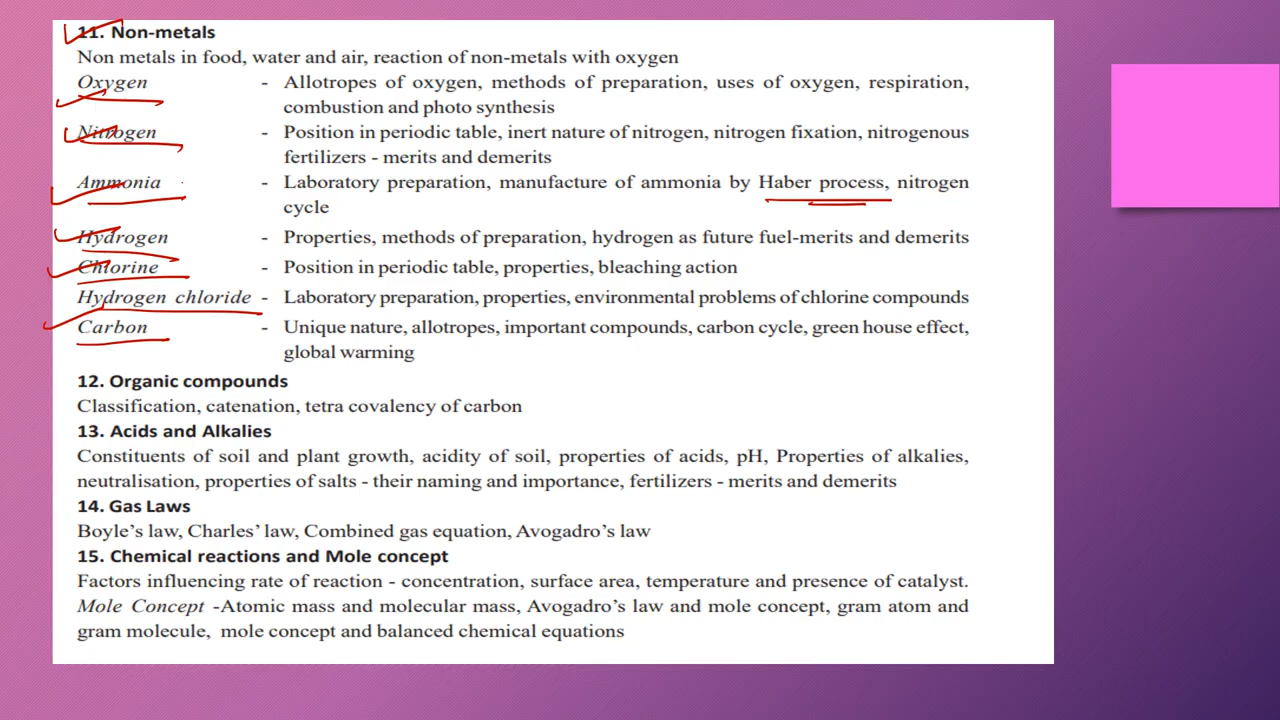 11. Non-metals
Non metals in food, water and air, reaction of non-metals with oxygen
Oxygen - Allotropes of oxygen, methods of preparation, uses of oxygen, respiration,
combustion and photo synthesis
Nitrogen - Position in periodic table, inert nature of nitrogen, nitrogen fixation, nitrogenous
fertilizers - merits and demerits
Ammonia - Laboratory preparation, manufacture of ammonia by Haber process, nitrogen
cycle
Hydrogen - Properties, methods of preparation, hydrogen as future fuel-merits and demerits
Chlorine - Position in periodic table, properties, bleaching action
Hydrogen chloride - Laboratory preparation, properties, environmental problems of chlorine compounds
Carbon - Unique nature, allotropes, important compounds, carbon cycle, green house effect,
global warming
12. Organic compounds
Classification, catenation, tetra covalency of carbon
13. Acids and Alkalies
Constituents of soil and plant growth, acidity of soil, properties of acids, pH, Properties of alkalies,
neutralisation, properties of salts - their naming and importance, fertilizers - merits and demerits
14. Gas Laws
Boyle's law, Charles' law, Combined gas equation, Avogadro's law
15. Chemical reactions and Mole concept
Factors influencing rate of reaction - concentration, surface area, temperature and presence of catalyst.
Mole Concept -Atomic mass and molecular mass, Avogadro's law and mole concept, gram atom and
gram molecule, mole concept and balanced chemical equations